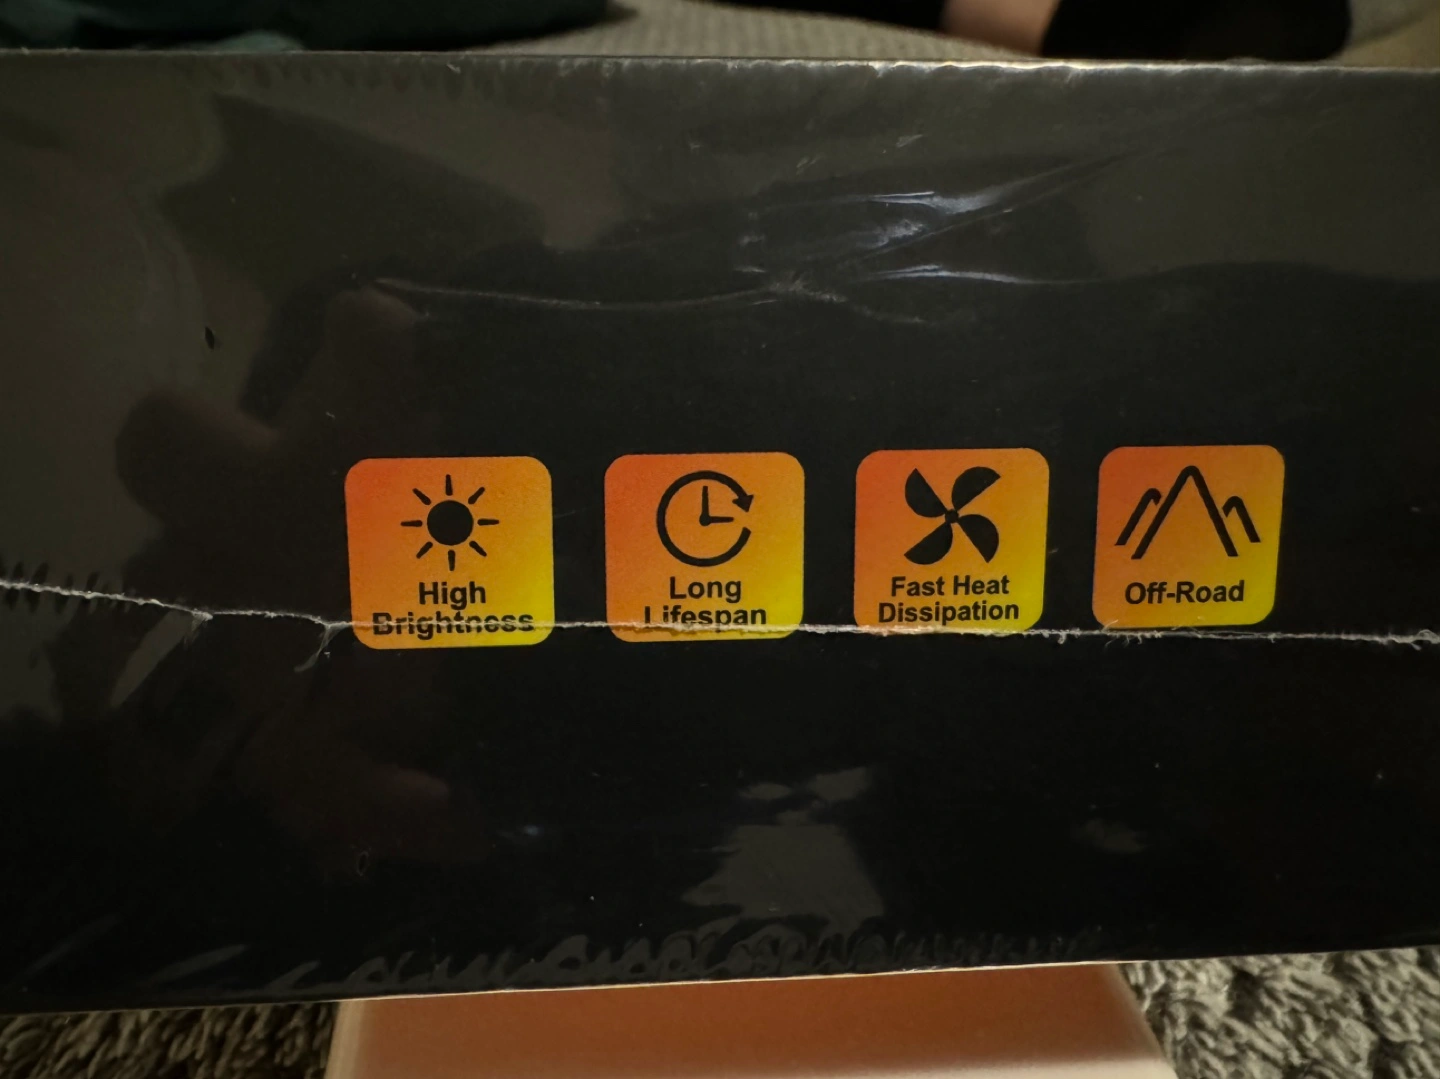 High
Brightness
Long
Lifespan
Fast Heat
Dissipation
Off-Road